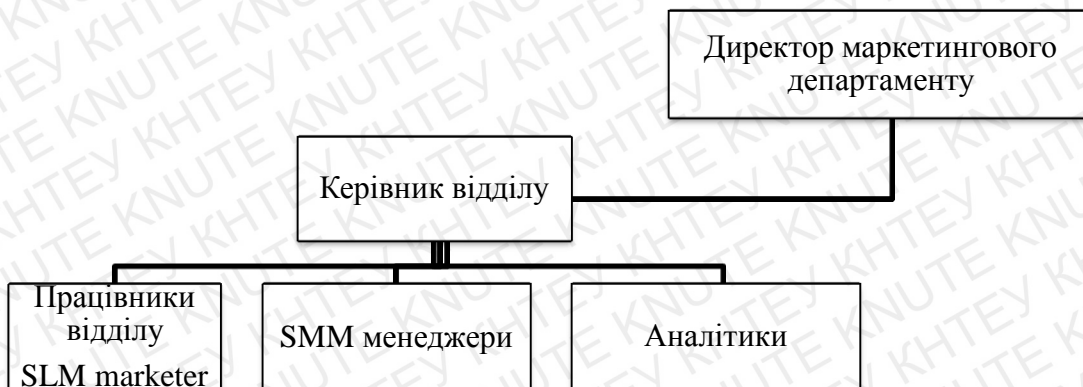 Директор маркетингового
департаменту
Керівник відділу
Працівники
відділу
SLM marketer
SMM менеджери
Аналітики